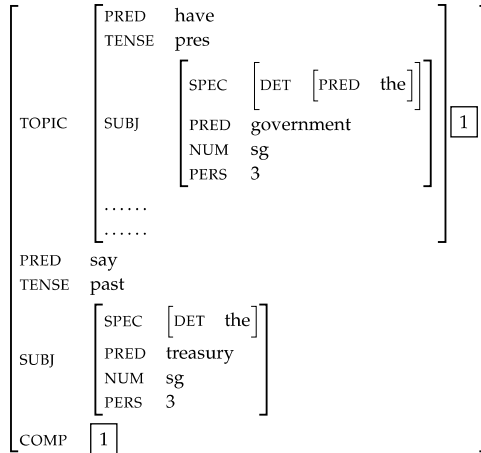 PRED have
TENSE pres
SPEC [DET [PRED the]]
TOPIC SUBJ
PRED government
1
NUM sg
PERS 3
......
......
PRED say
TENSE past
SPEC [DET the]
PRED treasury
SUBJ
NUM sg
PERS 3
COMP 1